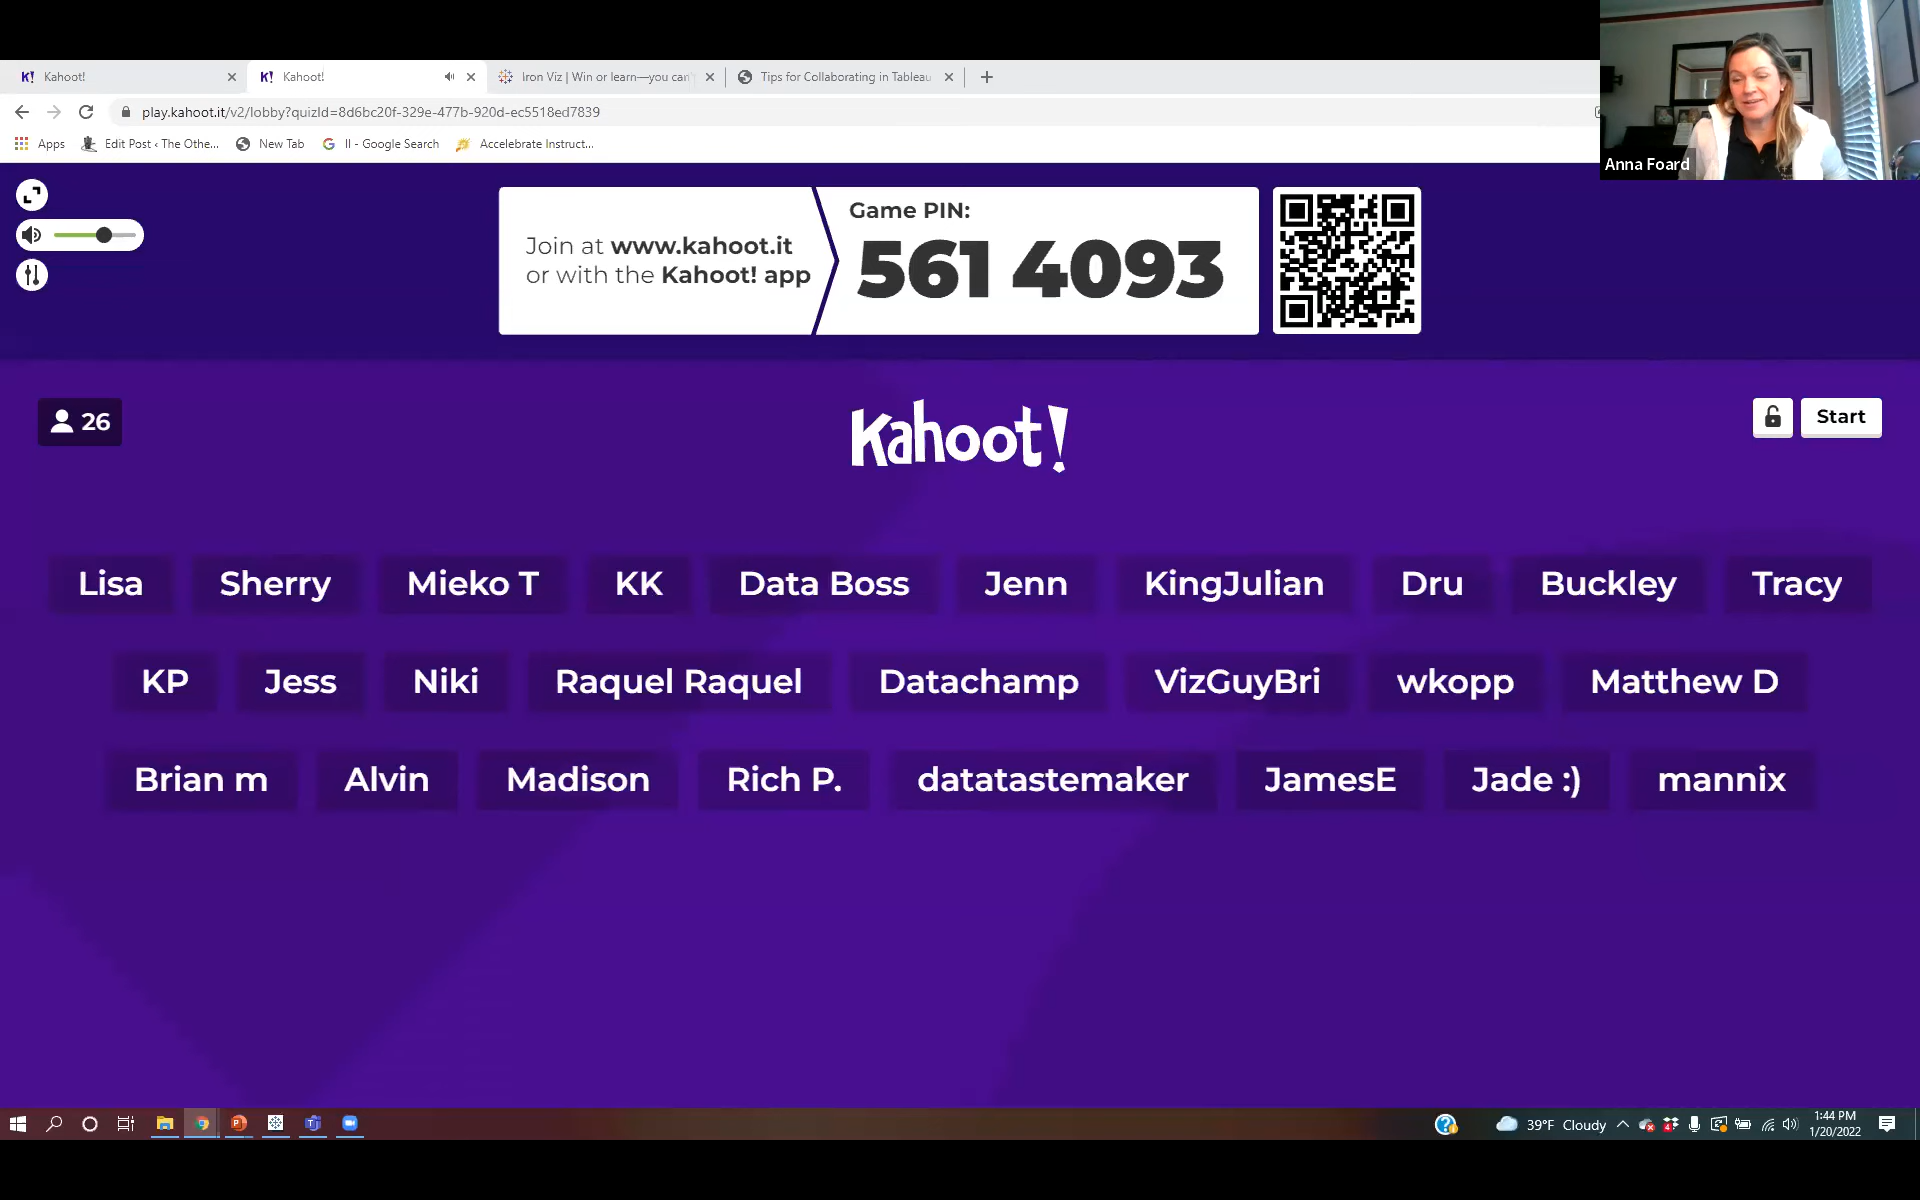 Kahoot!
Kahoot!
Iron Viz | Win or learn—you can'
Tips for Collaborating in Tableau
play.kahoot.it/v2/lobby?quizId=8d6bc20f-329e-477b-920d-ec5518ed7839
Apps Edit Post ‹ The Othe... New Tab II - Google Search Accelebrate Instruct...
Anna Foard
Join at www.kahoot.it
or with the Kahoot! app
Game PIN:
561 4093
26
Kahoot!
Start
Lisa Sherry Mieko T KK Data Boss Jenn KingJulian Dru Buckley Tracy
KP Jess Niki Raquel Raquel Datachamp VizGuyBri wkopp Matthew D
Brian m Alvin Madison Rich P. datatastemaker JamesE Jade :) mannix
39°F Cloudy
1:44 PM
1/20/2022